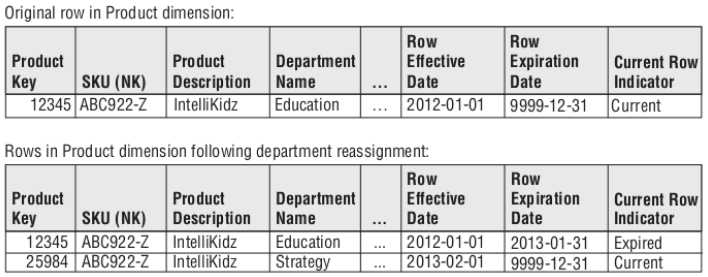 Original row in Product dimension:
Product Key SKU (NK) Product Description Department Name ... Row Effective Date Row Expiration Date Current Row Indicator
12345 ABC922-Z IntelliKidz Education ... 2012-01-01 9999-12-31 Current
Rows in Product dimension following department reassignment:
Product Key SKU (NK) Product Description Department Name ... Row Effective Date Row Expiration Date Current Row Indicator
12345 ABC922-Z IntelliKidz Education ... 2012-01-01 2013-01-31 Expired
25984 ABC922-Z IntelliKidz Strategy ... 2013-02-01 9999-12-31 Current